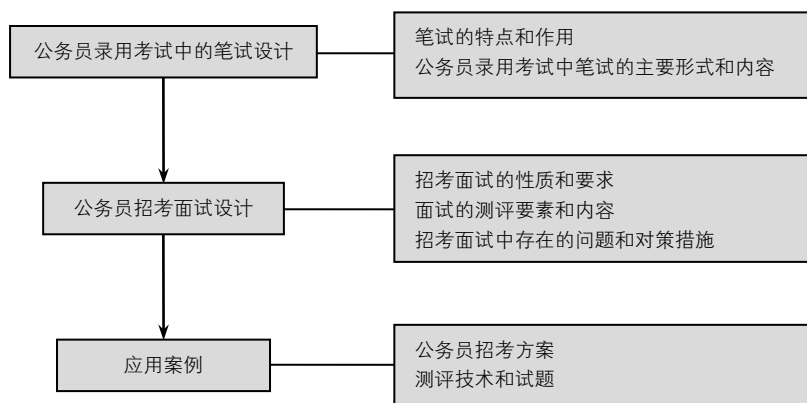 公务员录用考试中的笔试设计
笔试的特点和作用
公务员录用考试中笔试的主要形式和内容
公务员招考面试设计
招考面试的性质和要求
面试的测评要素和内容
招考面试中存在的问题和对策措施
应用案例
公务员招考方案
测评技术和试题